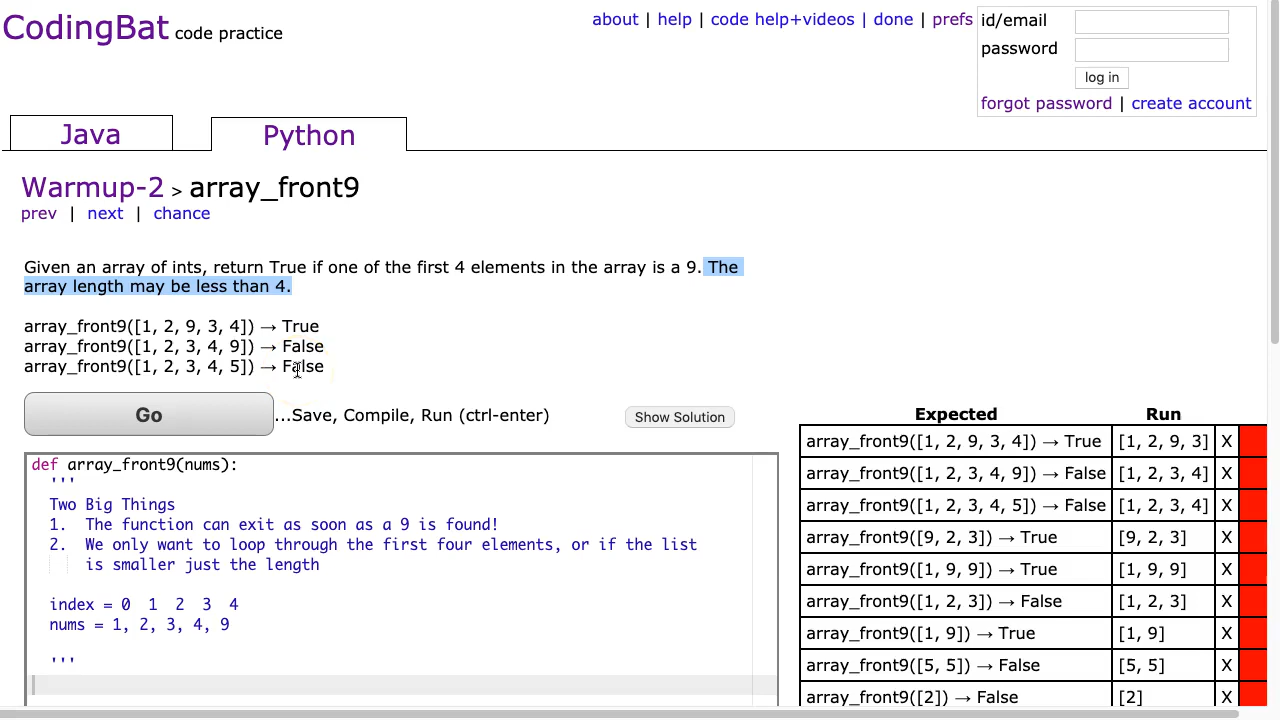 CodingBat code practice
about | help | code help+videos | done | prefs
id/email
password
log in
forgot password | create account
Java
Python
Warmup-2 > array_front9
prev | next | chance
Given an array of ints, return True if one of the first 4 elements in the array is a 9. The
array length may be less than 4.
array_front9([1, 2, 9, 3, 4]) → True
array_front9([1, 2, 3, 4, 9]) → False
array_front9([1, 2, 3, 4, 5]) → False
Go ...Save, Compile, Run (ctrl-enter) Show Solution
def array_front9(nums):
'''
Two Big Things
1. The function can exit as soon as a 9 is found!
2. We only want to loop through the first four elements, or if the list
is smaller just the length
index = 0 1 2 3 4
nums = 1, 2, 3, 4, 9
'''
Expected Run
array_front9([1, 2, 9, 3, 4]) → True [1, 2, 9, 3] X
array_front9([1, 2, 3, 4, 9]) → False [1, 2, 3, 4] X
array_front9([1, 2, 3, 4, 5]) → False [1, 2, 3, 4] X
array_front9([9, 2, 3]) → True [9, 2, 3] X
array_front9([1, 9, 9]) → True [1, 9, 9] X
array_front9([1, 2, 3]) → False [1, 2, 3] X
array_front9([1, 9]) → True [1, 9] X
array_front9([5, 5]) → False [5, 5] X
array_front9([2]) → False [2] X